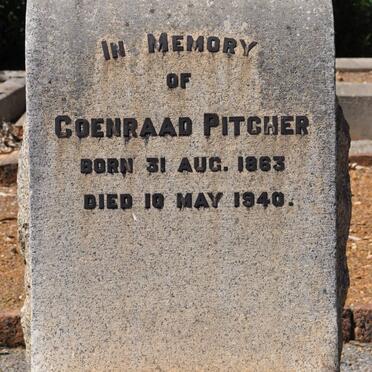 In Memory
of
Coenraad Pitcher
Born 31 Aug. 1863
Died 10 May 1940.